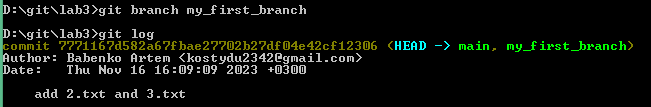 D:\git\lab3>git branch my_first_branch
D:\git\lab3>git log
commit 7771167d582a67fbae27702b27df04e42cf12306 (HEAD -> main, my_first_branch)
Author: Babenko Artem <kostydu2342@gmail.com>
Date:   Thu Nov 16 16:09:09 2023 +0300
    add 2.txt and 3.txt